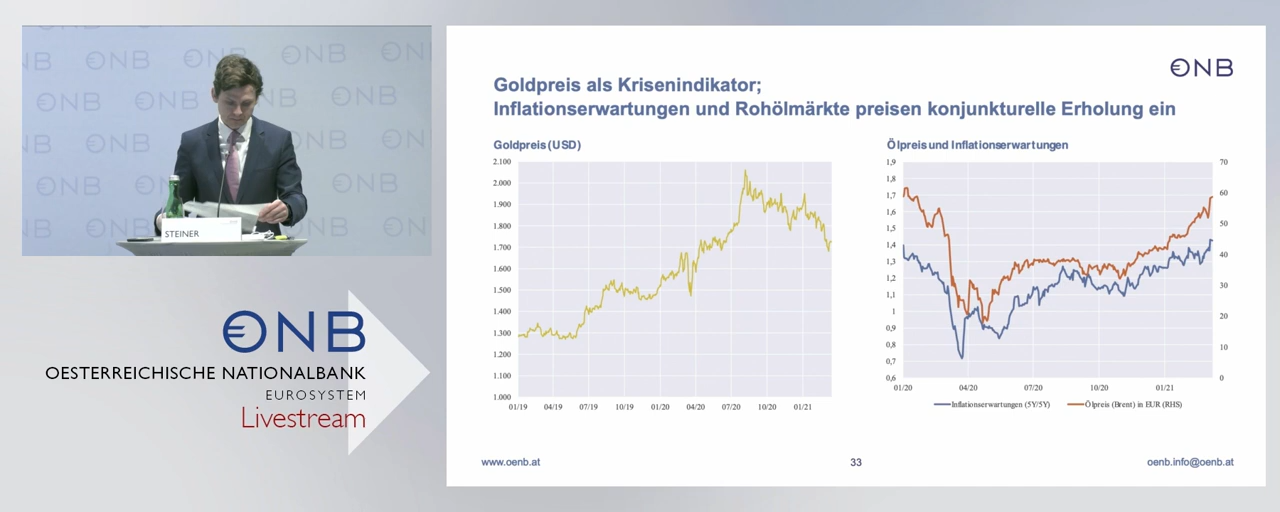 €NB
Goldpreis als Krisenindikator;
Inflationserwartungen und Rohölmärkte preisen konjunkturelle Erholung ein
Goldpreis (USD)
2.100
2.000
1.900
1.800
1.700
1.600
1.500
1.400
1.300
1.200
1.100
1.000
01/19 04/19 07/19 10/19 01/20 04/20 07/20 10/20 01/21
Ölpreis und Inflationserwartungen
1,9
1,8
1,7
1,6
1,5
1,4
1,3
1,2
1,1
1
0,9
0,8
0,7
0,6
70
60
50
40
30
20
10
0
01/20 04/20 07/20 10/20 01/21
Inflationserwartungen (5Y/5Y) Ölpreis (Brent) in EUR (RHS)
www.oenb.at 33 oenb.info@oenb.at
STEINER
€NB
OESTERREICHISCHE NATIONALBANK
EUROSYSTEM
Livestream